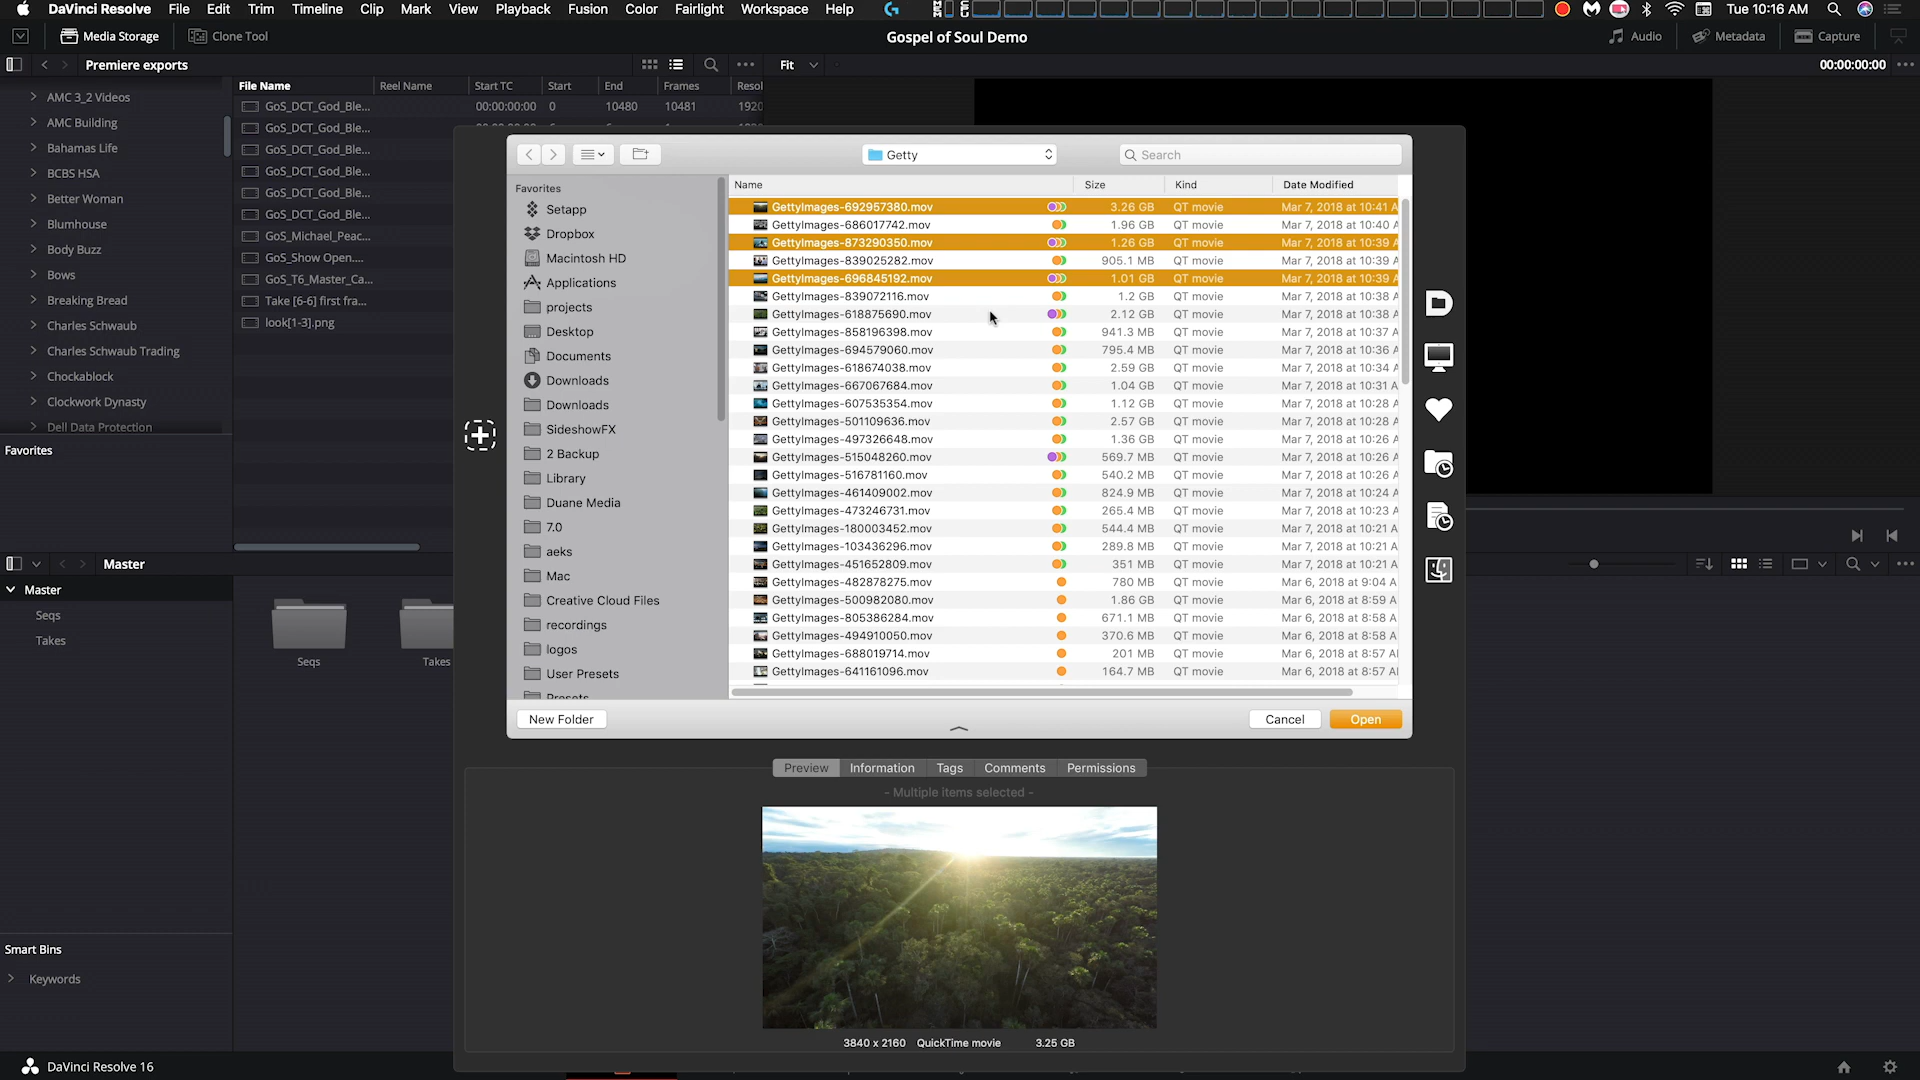 DaVinci Resolve File Edit Trim Timeline Clip Mark View Playback Fusion Color Fairlight Workspace Help Tue 10:16 AM
Media Storage Clone Tool Gospel of Soul Demo Audio Metadata Capture
Premiere exports Fit 00:00:00:00
File Name Reel Name Start TC Start End Frames Resol
AMC 3_2 Videos
AMC Building
Bahamas Life
BCBS HSA
Better Woman
Blumhouse
Body Buzz
Bows
Breaking Bread
Charles Schwaub
Charles Schwaub Trading
Chockablock
Clockwork Dynasty
Dell Data Protection
GoS_DCT_God_Ble... 00:00:00:00 0 10480 10481 1920
GoS_DCT_God_Ble...
GoS_DCT_God_Ble...
GoS_DCT_God_Ble...
GoS_DCT_God_Ble...
GoS_DCT_God_Ble...
GoS_Michael_Peac...
GoS_Show Open....
GoS_T6_Master_Ca...
Take [6-6] first fra...
look[1-3].png
Favorites
Master
Master
Seqs
Takes
Seqs
Takes
Smart Bins
Keywords
Getty
Search
Favorites
Setapp
Dropbox
Macintosh HD
Applications
projects
Desktop
Documents
Downloads
Downloads
SideshowFX
2 Backup
Library
Duane Media
7.0
aeks
Mac
Creative Cloud Files
recordings
logos
User Presets
Presets
Name Size Kind Date Modified
GettyImages-692957380.mov 3.26 GB QT movie Mar 7, 2018 at 10:41 A
GettyImages-686017742.mov 1.96 GB QT movie Mar 7, 2018 at 10:40 A
GettyImages-873290350.mov 1.26 GB QT movie Mar 7, 2018 at 10:39 A
GettyImages-839025282.mov 905.1 MB QT movie Mar 7, 2018 at 10:39 A
GettyImages-696845192.mov 1.01 GB QT movie Mar 7, 2018 at 10:39 A
GettyImages-839072116.mov 1.2 GB QT movie Mar 7, 2018 at 10:38 A
GettyImages-618875690.mov 2.12 GB QT movie Mar 7, 2018 at 10:38 A
GettyImages-858196398.mov 941.3 MB QT movie Mar 7, 2018 at 10:37 A
GettyImages-694579060.mov 795.4 MB QT movie Mar 7, 2018 at 10:36 A
GettyImages-618674038.mov 2.59 GB QT movie Mar 7, 2018 at 10:34 A
GettyImages-667067684.mov 1.04 GB QT movie Mar 7, 2018 at 10:31 A
GettyImages-607535354.mov 1.12 GB QT movie Mar 7, 2018 at 10:28 A
GettyImages-501109636.mov 2.57 GB QT movie Mar 7, 2018 at 10:28 A
GettyImages-497326648.mov 1.36 GB QT movie Mar 7, 2018 at 10:26 A
GettyImages-515048260.mov 569.7 MB QT movie Mar 7, 2018 at 10:26 A
GettyImages-516781160.mov 540.2 MB QT movie Mar 7, 2018 at 10:26 A
GettyImages-461409002.mov 824.9 MB QT movie Mar 7, 2018 at 10:24 A
GettyImages-473246731.mov 265.4 MB QT movie Mar 7, 2018 at 10:23 A
GettyImages-180003452.mov 544.4 MB QT movie Mar 7, 2018 at 10:21 A
GettyImages-103436296.mov 289.8 MB QT movie Mar 7, 2018 at 10:21 A
GettyImages-451652809.mov 351 MB QT movie Mar 7, 2018 at 10:21 A
GettyImages-482878275.mov 780 MB QT movie Mar 6, 2018 at 9:04 A
GettyImages-500982080.mov 1.86 GB QT movie Mar 6, 2018 at 8:59 A
GettyImages-805386284.mov 671.1 MB QT movie Mar 6, 2018 at 8:58 A
GettyImages-494910050.mov 370.6 MB QT movie Mar 6, 2018 at 8:58 A
GettyImages-688019714.mov 201 MB QT movie Mar 6, 2018 at 8:57 A
GettyImages-641161096.mov 164.7 MB QT movie Mar 6, 2018 at 8:57 A
New Folder Cancel Open
Preview Information Tags Comments Permissions
- Multiple items selected -
3840 x 2160 QuickTime movie 3.25 GB
DaVinci Resolve 16